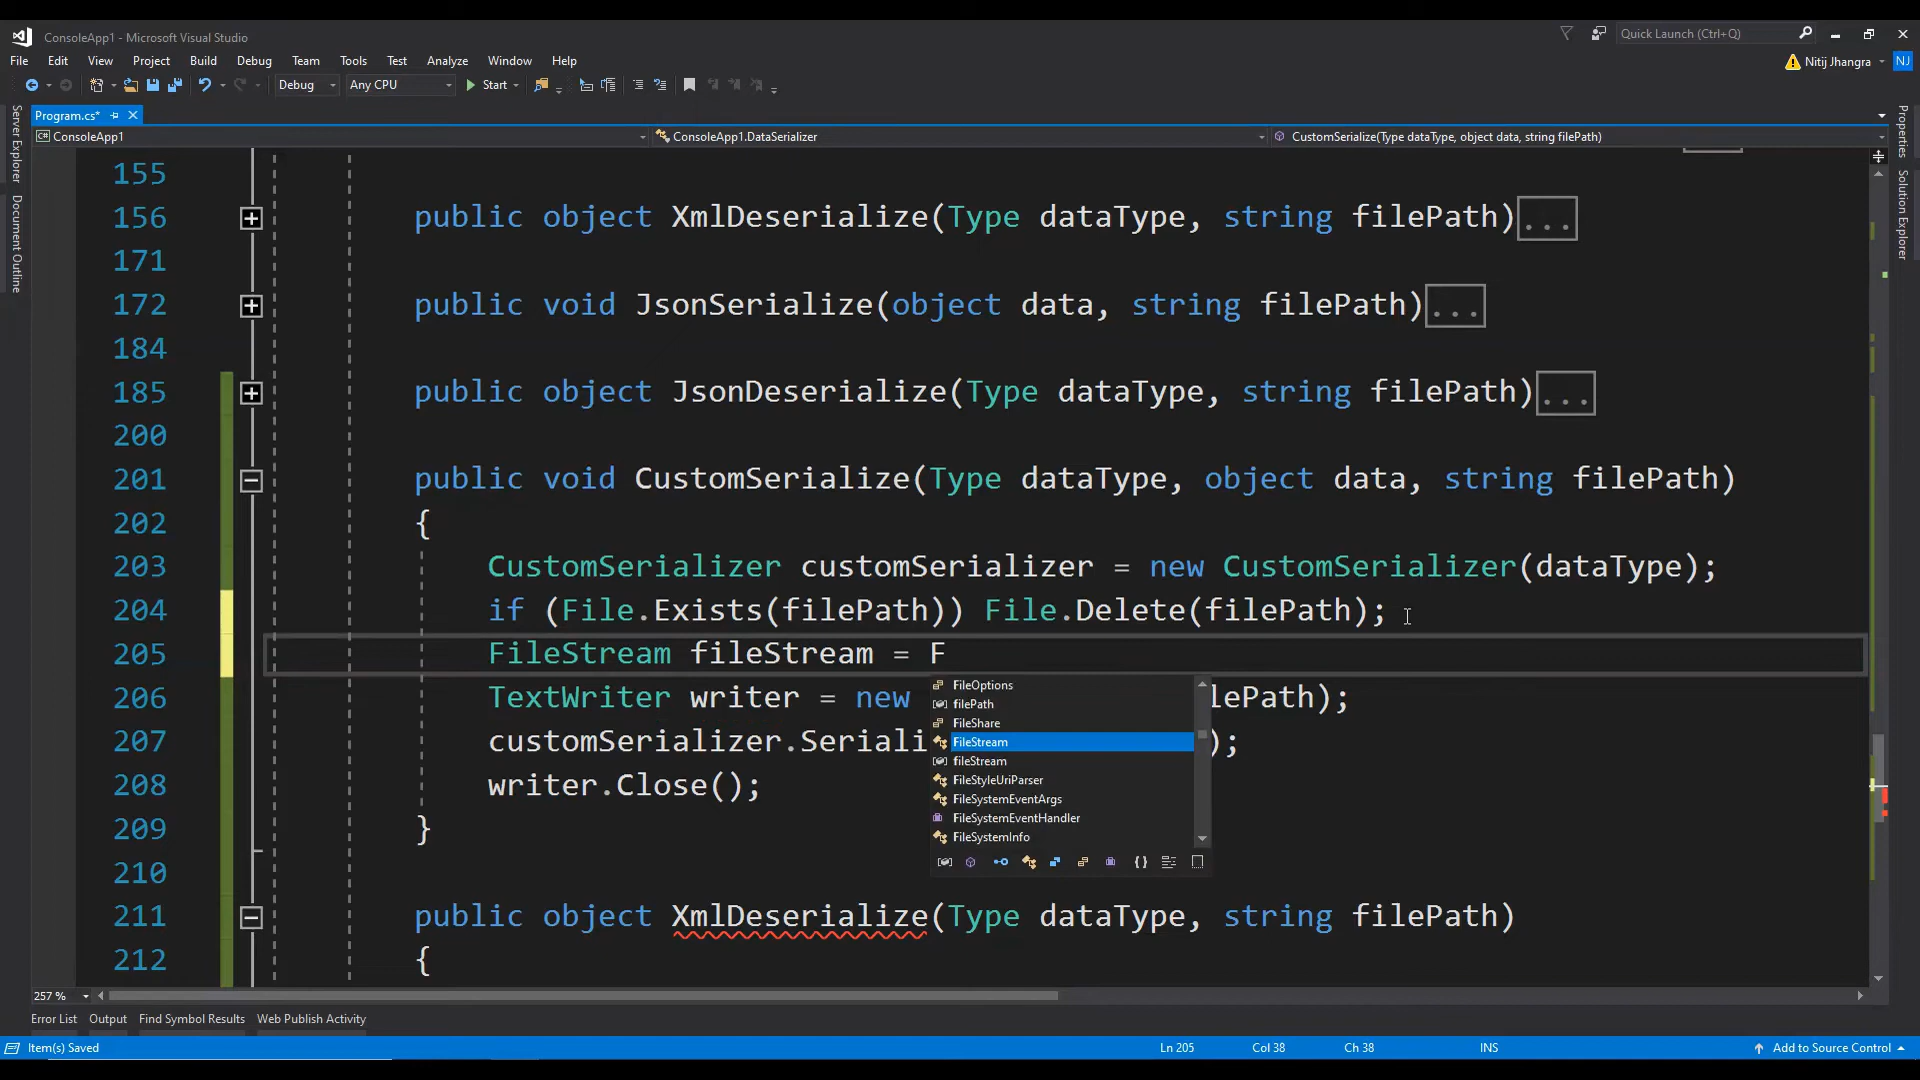 ConsoleApp1 - Microsoft Visual Studio
Quick Launch (Ctrl+Q)
File Edit View Project Build Debug Team Tools Test Analyze Window Help
Nitij Jhangra NJ
Debug Any CPU Start
Program.cs*
C# ConsoleApp1 ConsoleApp1.DataSerializer CustomSerialize(Type dataType, object data, string filePath)
Server Explorer
Document Outline
Properties
Solution Explorer
155
156 public object XmlDeserialize(Type dataType, string filePath)...
171
172 public void JsonSerialize(object data, string filePath)...
184
185 public object JsonDeserialize(Type dataType, string filePath)...
200
201 public void CustomSerialize(Type dataType, object data, string filePath)
202 {
203 CustomSerializer customSerializer = new CustomSerializer(dataType);
204 if (File.Exists(filePath)) File.Delete(filePath);
205 FileStream fileStream = F
206 TextWriter writer = new lePath);
207 customSerializer.Seriali );
208 writer.Close();
209 }
210
211 public object XmlDeserialize(Type dataType, string filePath)
212 {
FileOptions
filePath
FileShare
FileStream
fileStream
FileStyleUriParser
FileSystemEventArgs
FileSystemEventHandler
FileSystemInfo
257 %
Error List Output Find Symbol Results Web Publish Activity
Item(s) Saved Ln 205 Col 38 Ch 38 INS Add to Source Control